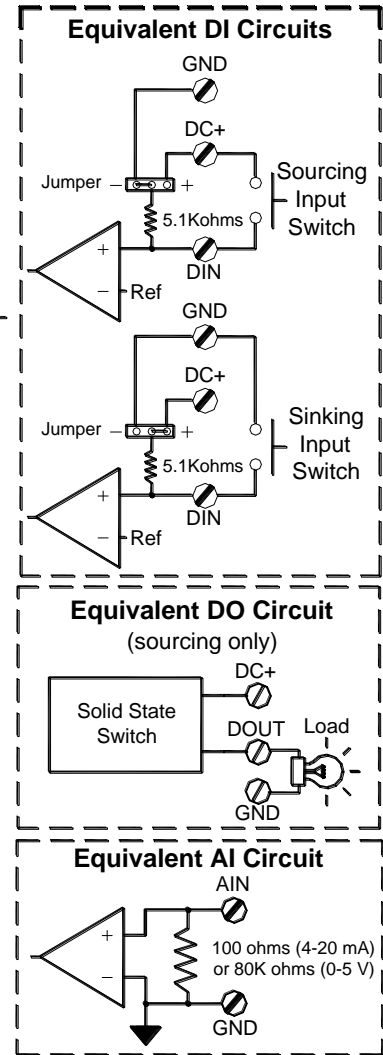 Equivalent DI Circuits
GND
DC+
Jumper
–
+
Sourcing
Input
Switch
5.1Kohms
+
–
Ref
DIN
GND
DC+
Jumper
–
+
Sinking
Input
Switch
5.1Kohms
+
–
Ref
DIN
Equivalent DO Circuit
(sourcing only)
DC+
Solid State
Switch
DOUT
Load
GND
Equivalent AI Circuit
AIN
+
–
100 ohms (4-20 mA)
or 80K ohms (0-5 V)
GND